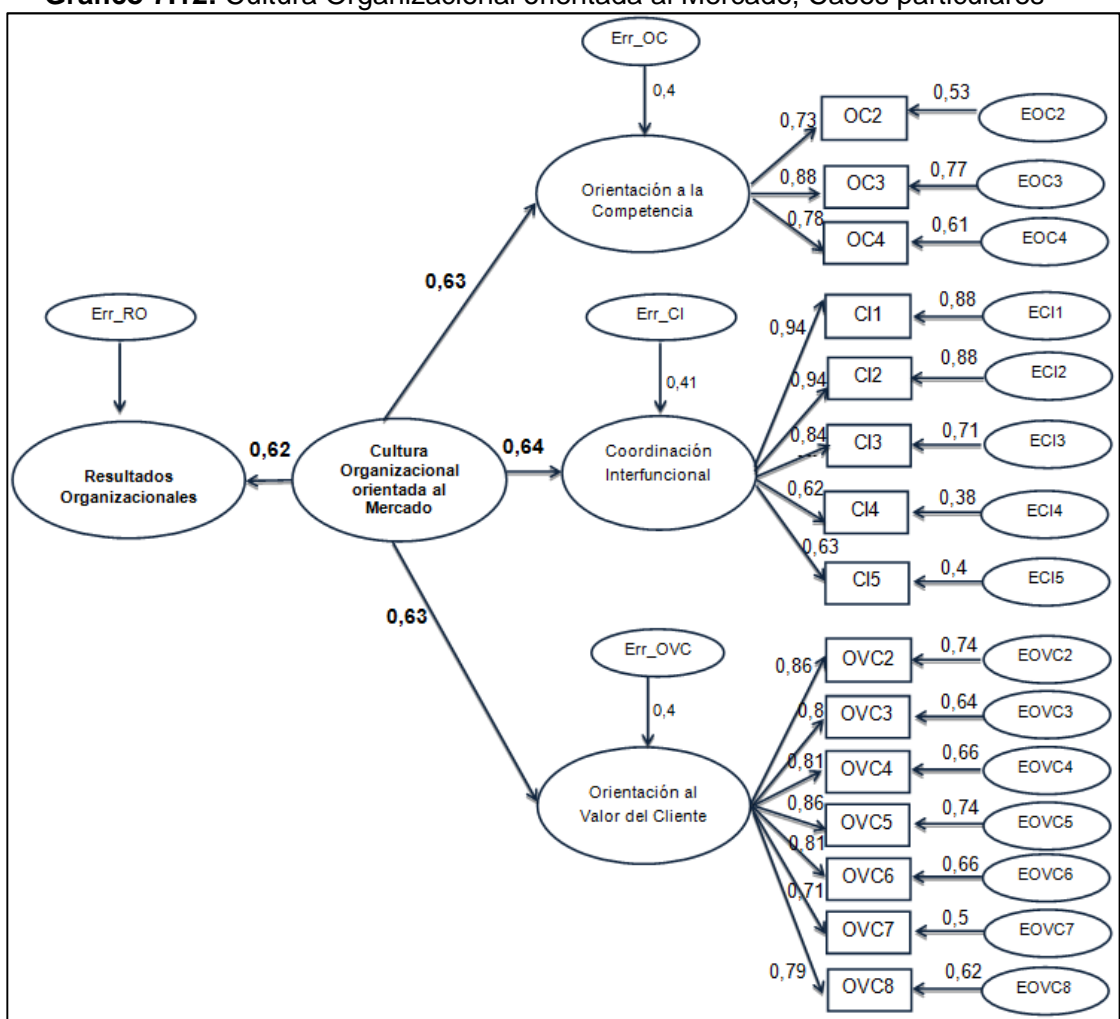 Gráfico 7.12: Cultura Organizacional orientada al Mercado, Casos particulares
Err_OC
0,4
Orientación a la
Competencia
0,73
OC2
0,53
EOC2
0,88
OC3
0,77
EOC3
0,78
OC4
0,61
EOC4
0,63
Err_RO
Resultados
Organizacionales
0,62
Cultura
Organizacional
orientada al
Mercado
0,64
Err_CI
0,41
Coordinación
Interfuncional
0,94
CI1
0,88
ECI1
0,94
CI2
0,88
ECI2
0,84
CI3
0,71
ECI3
0,62
CI4
0,38
ECI4
0,63
CI5
0,4
ECI5
0,63
Err_OVC
0,4
Orientación al
Valor del Cliente
0,86
OVC2
0,74
EOVC2
0,8
OVC3
0,64
EOVC3
0,81
OVC4
0,66
EOVC4
0,86
OVC5
0,74
EOVC5
0,81
OVC6
0,66
EOVC6
0,71
OVC7
0,5
EOVC7
0,79
OVC8
0,62
EOVC8